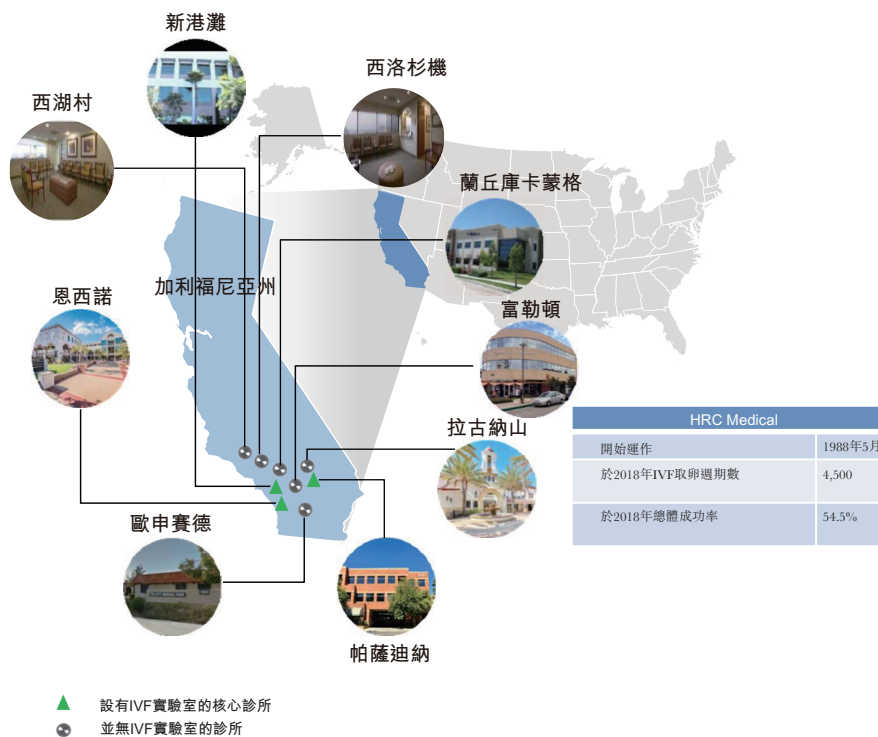 新港灘
西洛杉機
西湖村
蘭丘庫卡蒙格
加利福尼亞州
恩西諾
富勒頓
HRC Medical
開始運作 1988年5月
於2018年IVF取卵週期數 4,500
於2018年總體成功率 54.5%
拉古納山
歐申賽德
帕薩迪納
設有IVF實驗室的核心診所
並無IVF實驗室的診所